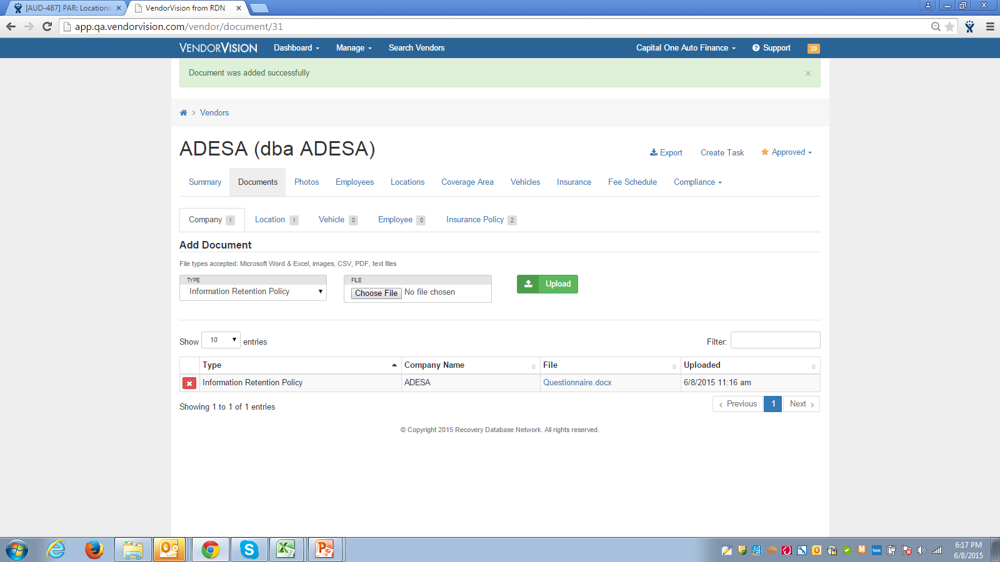 [AUD-487] PAR: Locations
VendorVision from RDN
app.qa.vendorvision.com/vendor/document/31
VENDORVISION Dashboard Manage Search Vendors Capital One Auto Finance Support 20
Document was added successfully ×
Vendors
ADESA (dba ADESA)
Export Create Task Approved
Summary Documents Photos Employees Locations Coverage Area Vehicles Insurance Fee Schedule Compliance
Company 1 Location 1 Vehicle 0 Employee 0 Insurance Policy 2
Add Document
File types accepted: Microsoft Word & Excel, images, CSV, PDF, text files
TYPE FILE
Information Retention Policy Choose File No file chosen Upload
Show 10 entries Filter:
Type Company Name File Uploaded
Information Retention Policy ADESA Questionnaire.docx 6/8/2015 11:16 am
Showing 1 to 1 of 1 entries ‹ Previous 1 Next ›
© Copyright 2015 Recovery Database Network. All rights reserved.
6:17 PM
6/8/2015